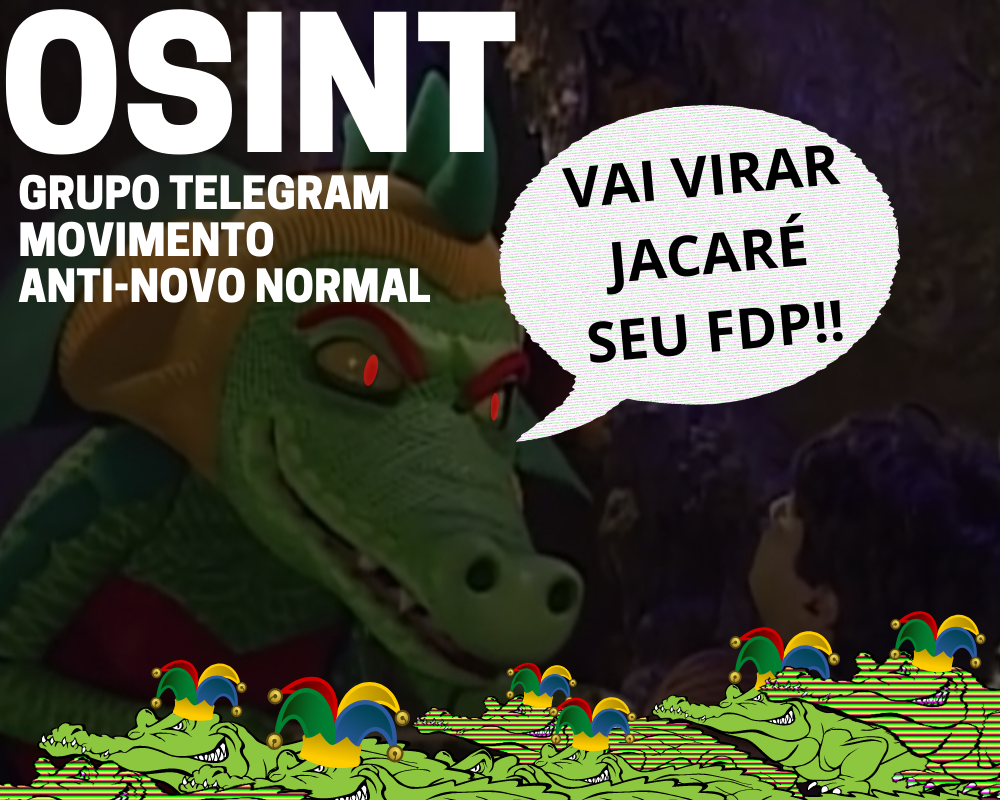 OSINT
GRUPO TELEGRAM
MOVIMENTO
ANTI-NOVO NORMAL
VAI VIRAR
JACARÉ
SEU FDP!!